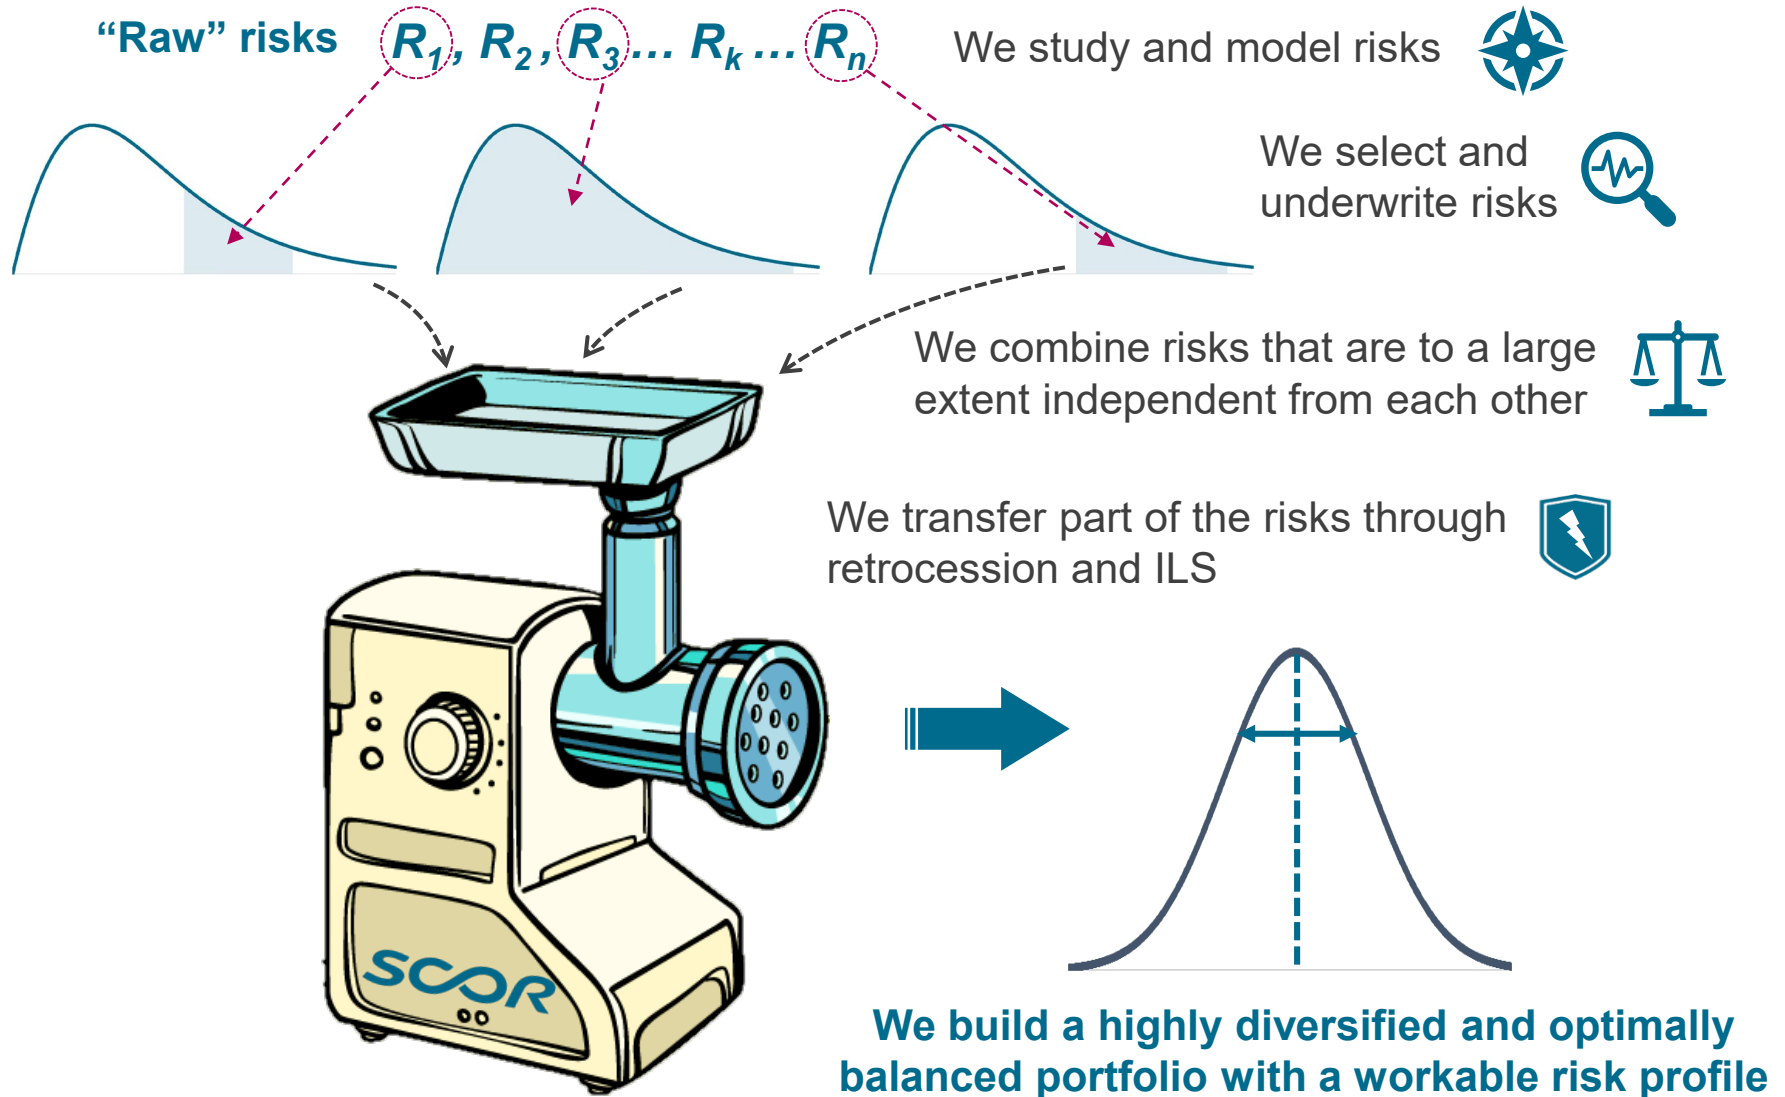 “Raw” risks R1, R2, R3 ... Rk ... Rn
We study and model risks
We select and
underwrite risks
We combine risks that are to a large
extent independent from each other
We transfer part of the risks through
retrocession and ILS
SCOR
We build a highly diversified and optimally
balanced portfolio with a workable risk profile